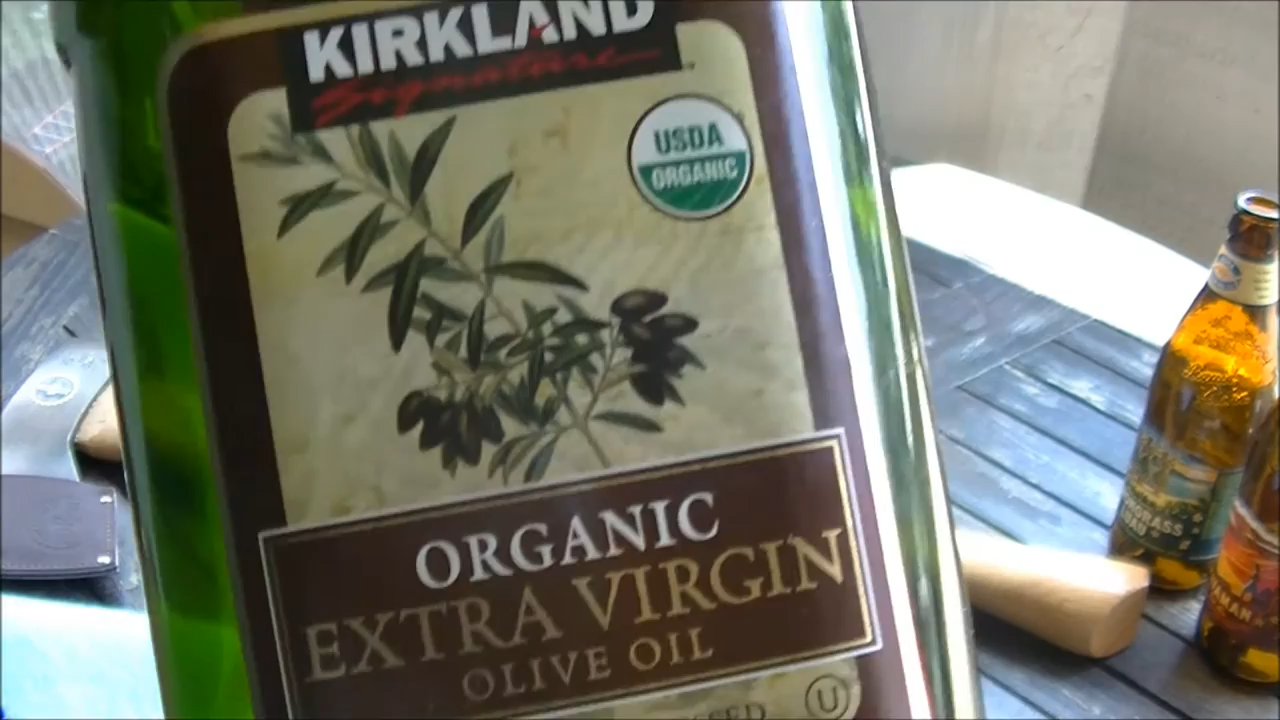 KIRKLAND
Signature
USDA
ORGANIC
ORGANIC
EXTRA VIRGIN
OLIVE OIL
U